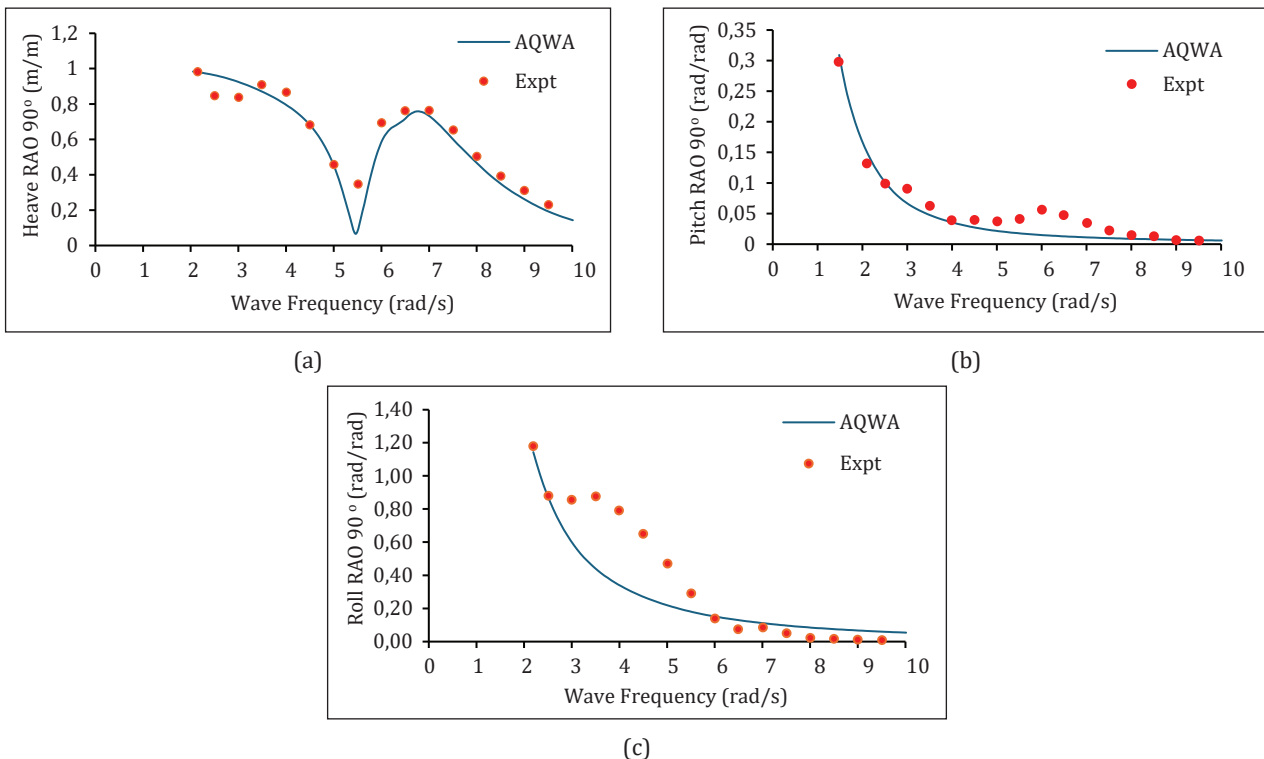 Heave RAO 90º (m/m)
1,2
1
0,8
0,6
0,4
0,2
0
0 1 2 3 4 5 6 7 8 9 10
Wave Frequency (rad/s)
AQWA
Expt
(a)
Pitch RAO 90º (rad/rad)
0,35
0,3
0,25
0,2
0,15
0,1
0,05
0
0 1 2 3 4 5 6 7 8 9 10
Wave Frequency (rad/s)
AQWA
Expt
(b)
Roll RAO 90 º (rad/rad)
1,40
1,20
1,00
0,80
0,60
0,40
0,20
0,00
0 1 2 3 4 5 6 7 8 9 10
Wave Frequency (rad/s)
AQWA
Expt
(c)